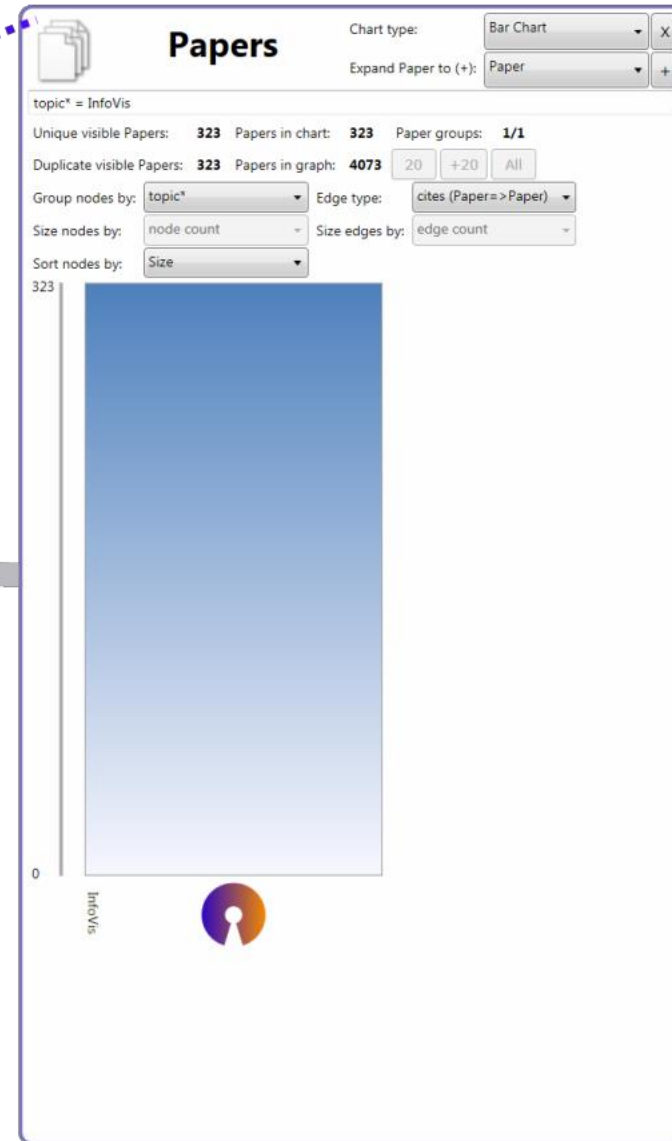 Papers
Chart type: Bar Chart X
Expand Paper to (+): Paper +
topic* = InfoVis
Unique visible Papers: 323 Papers in chart: 323 Paper groups: 1/1
Duplicate visible Papers: 323 Papers in graph: 4073 20 +20 All
Group nodes by: topic* Edge type: cites (Paper=>Paper)
Size nodes by: node count Size edges by: edge count
Sort nodes by: Size
323
0
InfoVis